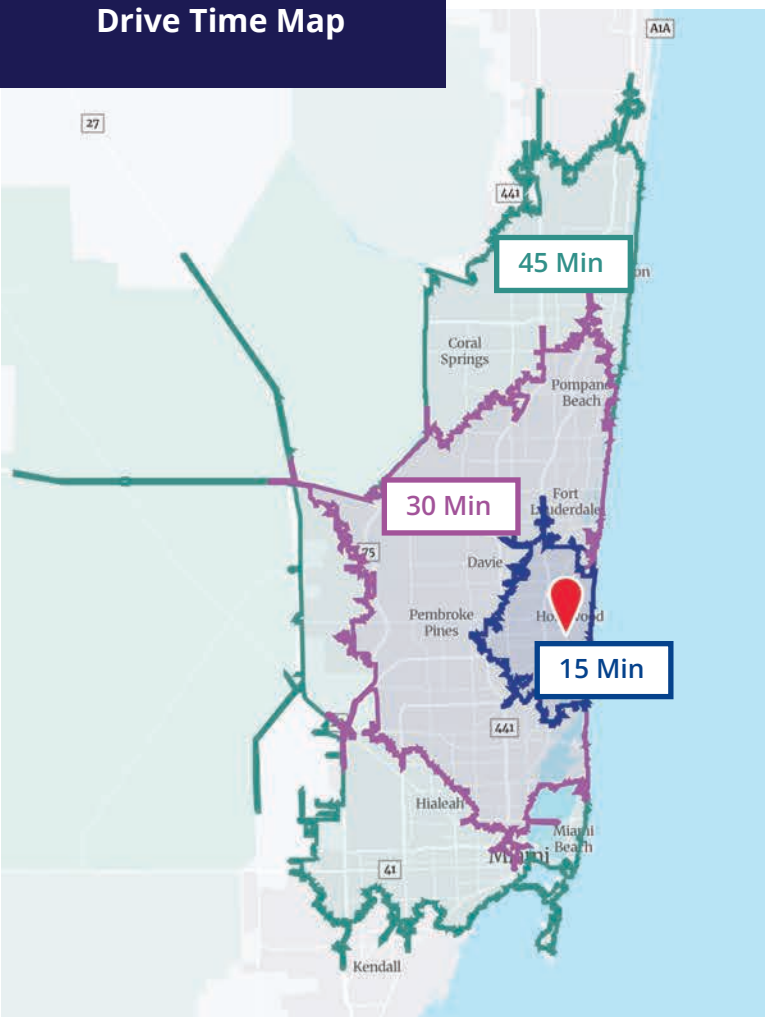 Drive Time Map
A1A
27
441
45 Min
on
Coral
Springs
Pompano
Beach
30 Min
Fort
Lauderdale
75
Davie
Pembroke
Pines
15 Min
441
Hialeah
Miami
Beach
Miami
41
Kendall